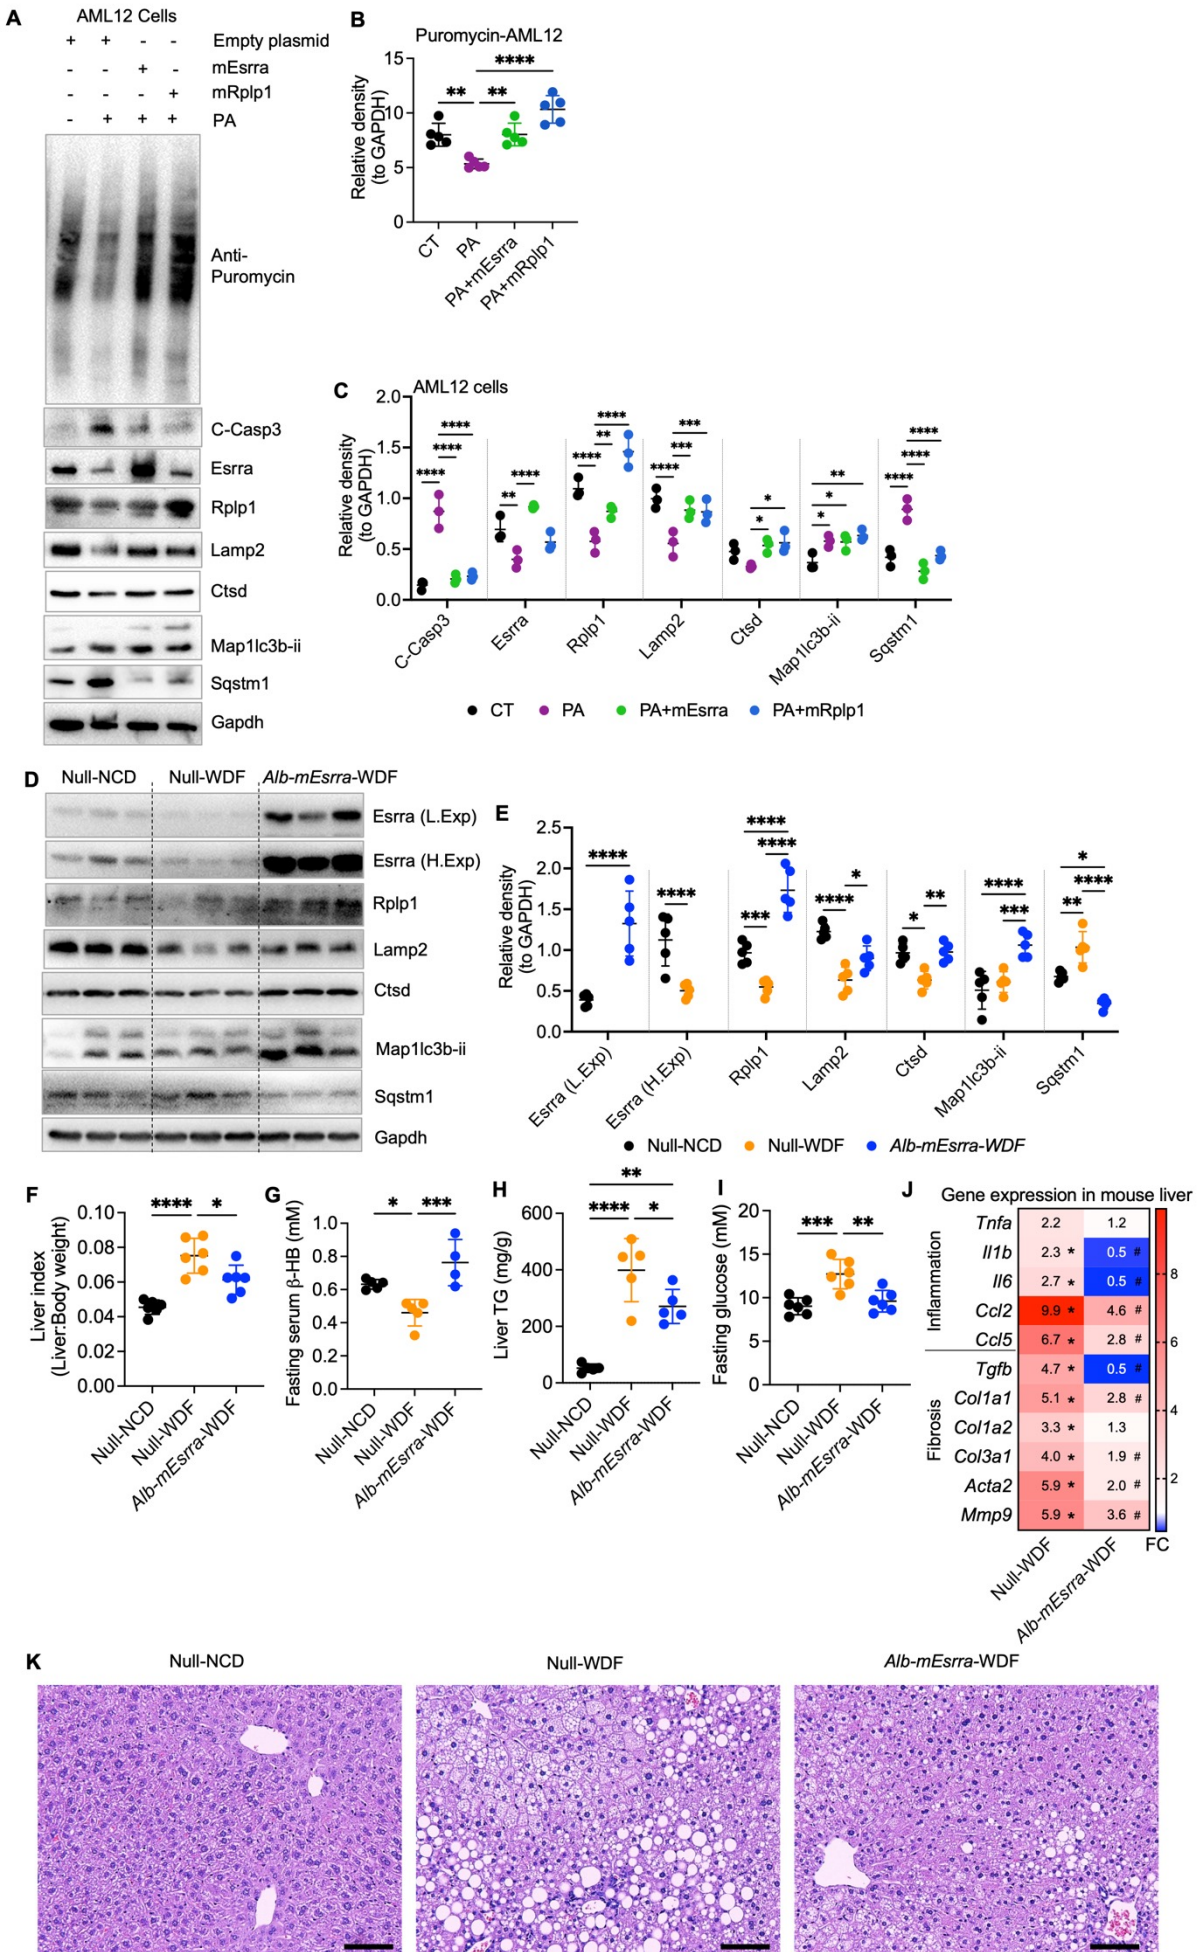 A
AML12 Cells
+ + - - Empty plasmid
- - + - mEsrra
- - - + mRplp1
- + + + PA
Anti-
Puromycin
C-Casp3
Esrra
Rplp1
Lamp2
Ctsd
Map1lc3b-ii
Sqstm1
Gapdh
B
Puromycin-AML12
Relative density
(to GAPDH)
15
10
5
0
** ** ****
CT
PA
PA+mEsrra
PA+mRplp1
C
AML12 cells
Relative density
(to GAPDH)
2.0
1.5
1.0
0.5
0.0
**** **** ****
** ****
**** ** ****
**** *** ***
* *
* * **
**** **** ****
C-Casp3
Esrra
Rplp1
Lamp2
Ctsd
Map1lc3b-ii
Sqstm1
CT PA PA+mEsrra PA+mRplp1
D
Null-NCD Null-WDF Alb-mEsrra-WDF
Esrra (L.Exp)
Esrra (H.Exp)
Rplp1
Lamp2
Ctsd
Map1lc3b-ii
Sqstm1
Gapdh
E
Relative density
(to GAPDH)
2.5
2.0
1.5
1.0
0.5
0.0
****
****
*** **** ****
**** *
* **
**** ***
** **** *
Esrra (L.Exp)
Esrra (H.Exp)
Rplp1
Lamp2
Ctsd
Map1lc3b-ii
Sqstm1
Null-NCD Null-WDF Alb-mEsrra-WDF
F
Liver index
(Liver:Body weight)
0.10
0.08
0.06
0.04
0.02
0.00
**** *
Null-NCD
Null-WDF
Alb-mEsrra-WDF
G
Fasting serum β-HB (mM)
1.0
0.8
0.6
0.4
0.2
0.0
* ***
Null-NCD
Null-WDF
Alb-mEsrra-WDF
H
Liver TG (mg/g)
600
400
200
0
**
**** *
Null-NCD
Null-WDF
Alb-mEsrra-WDF
I
Fasting glucose (mM)
20
15
10
5
0
*** **
Null-NCD
Null-WDF
Alb-mEsrra-WDF
J
Gene expression in mouse liver
Inflammation
Tnfa 2.2 1.2
Il1b 2.3 * 0.5 #
Il6 2.7 * 0.5 #
Ccl2 9.9 * 4.6 #
Ccl5 6.7 * 2.8 #
Fibrosis
Tgfb 4.7 * 0.5 #
Col1a1 5.1 * 2.8 #
Col1a2 3.3 * 1.3
Col3a1 4.0 * 1.9 #
Acta2 5.9 * 2.0 #
Mmp9 5.9 * 3.6 #
8
6
4
2
FC
Null-WDF
Alb-mEsrra-WDF
K
Null-NCD Null-WDF Alb-mEsrra-WDF